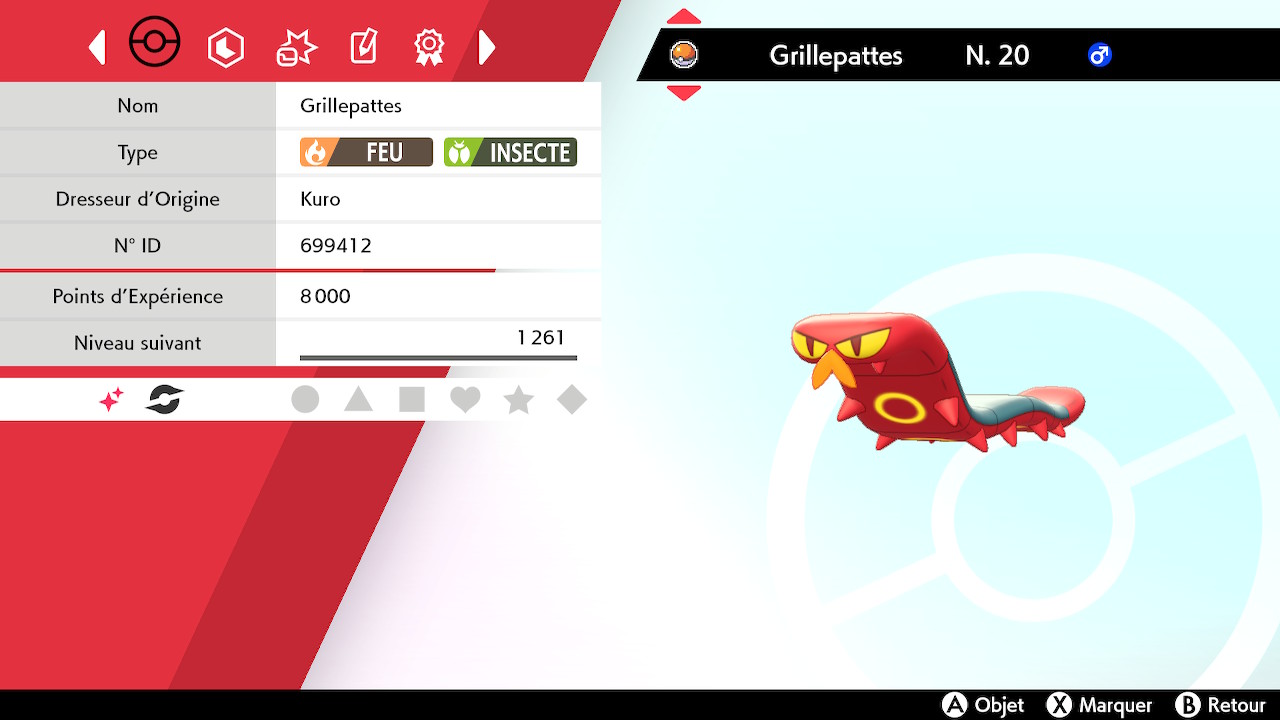 Grillepattes N. 20 ♂
Nom Grillepattes
Type FEU INSECTE
Dresseur d'Origine Kuro
N° ID 699412
Points d'Expérience 8 000
Niveau suivant 1 261
A Objet X Marquer B Retour